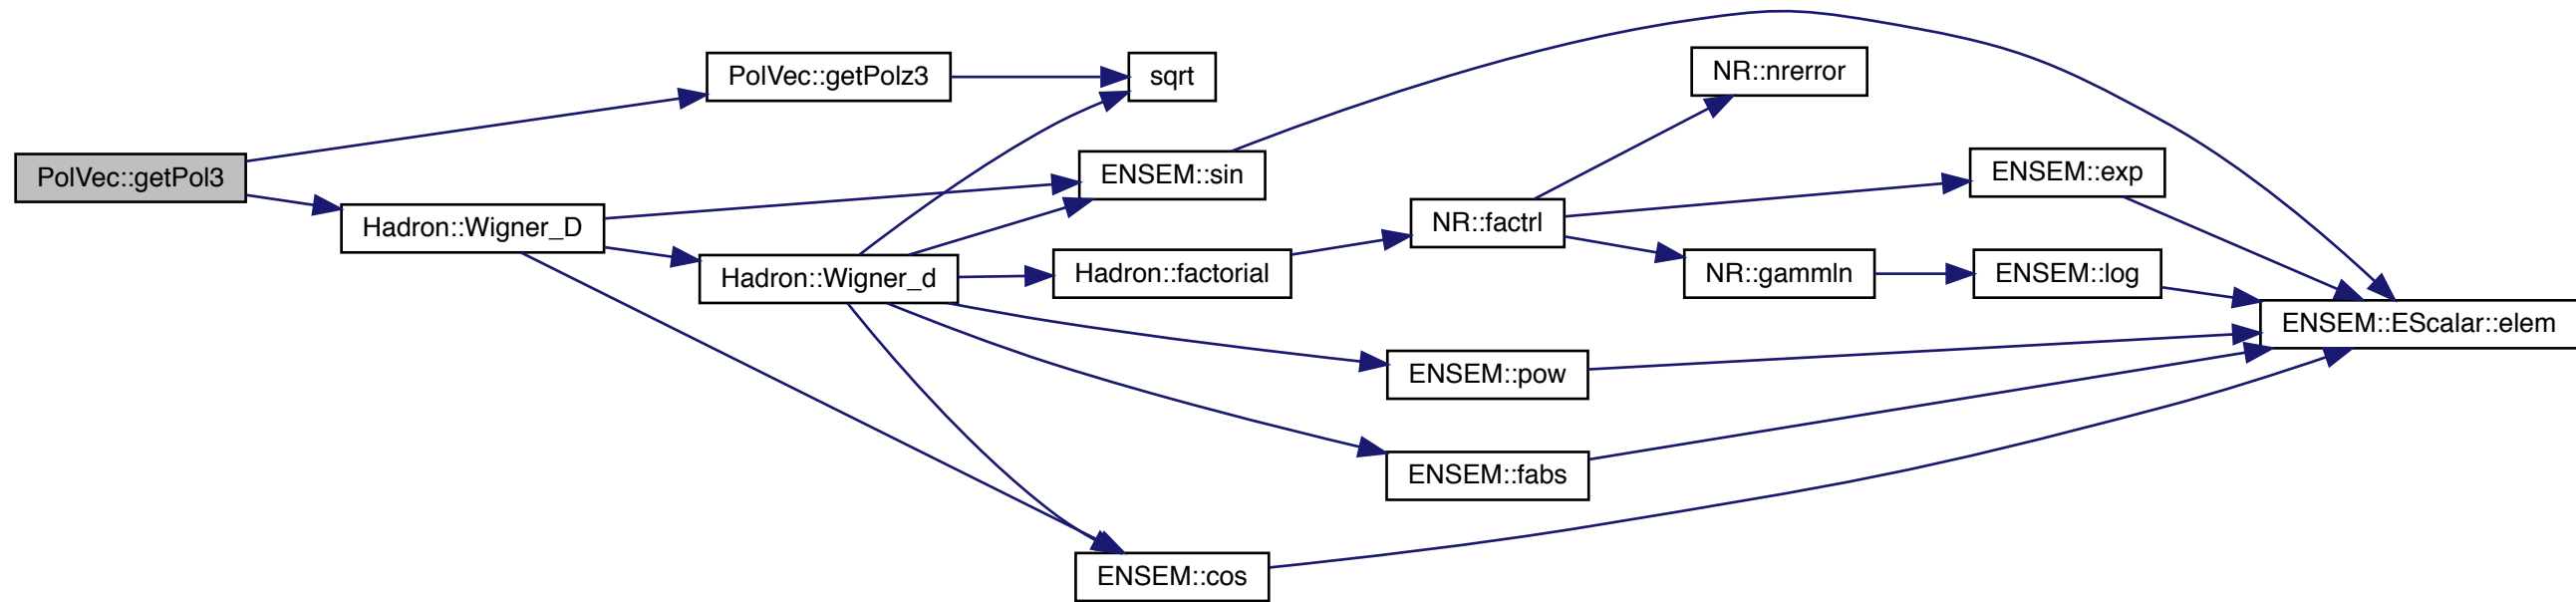 PolVec::getPol3
PolVec::getPolz3
Hadron::Wigner_D
sqrt
ENSEM::sin
Hadron::Wigner_d
Hadron::factorial
ENSEM::cos
NR::factrl
ENSEM::pow
ENSEM::fabs
NR::nrerror
NR::gammln
ENSEM::exp
ENSEM::log
ENSEM::EScalar::elem